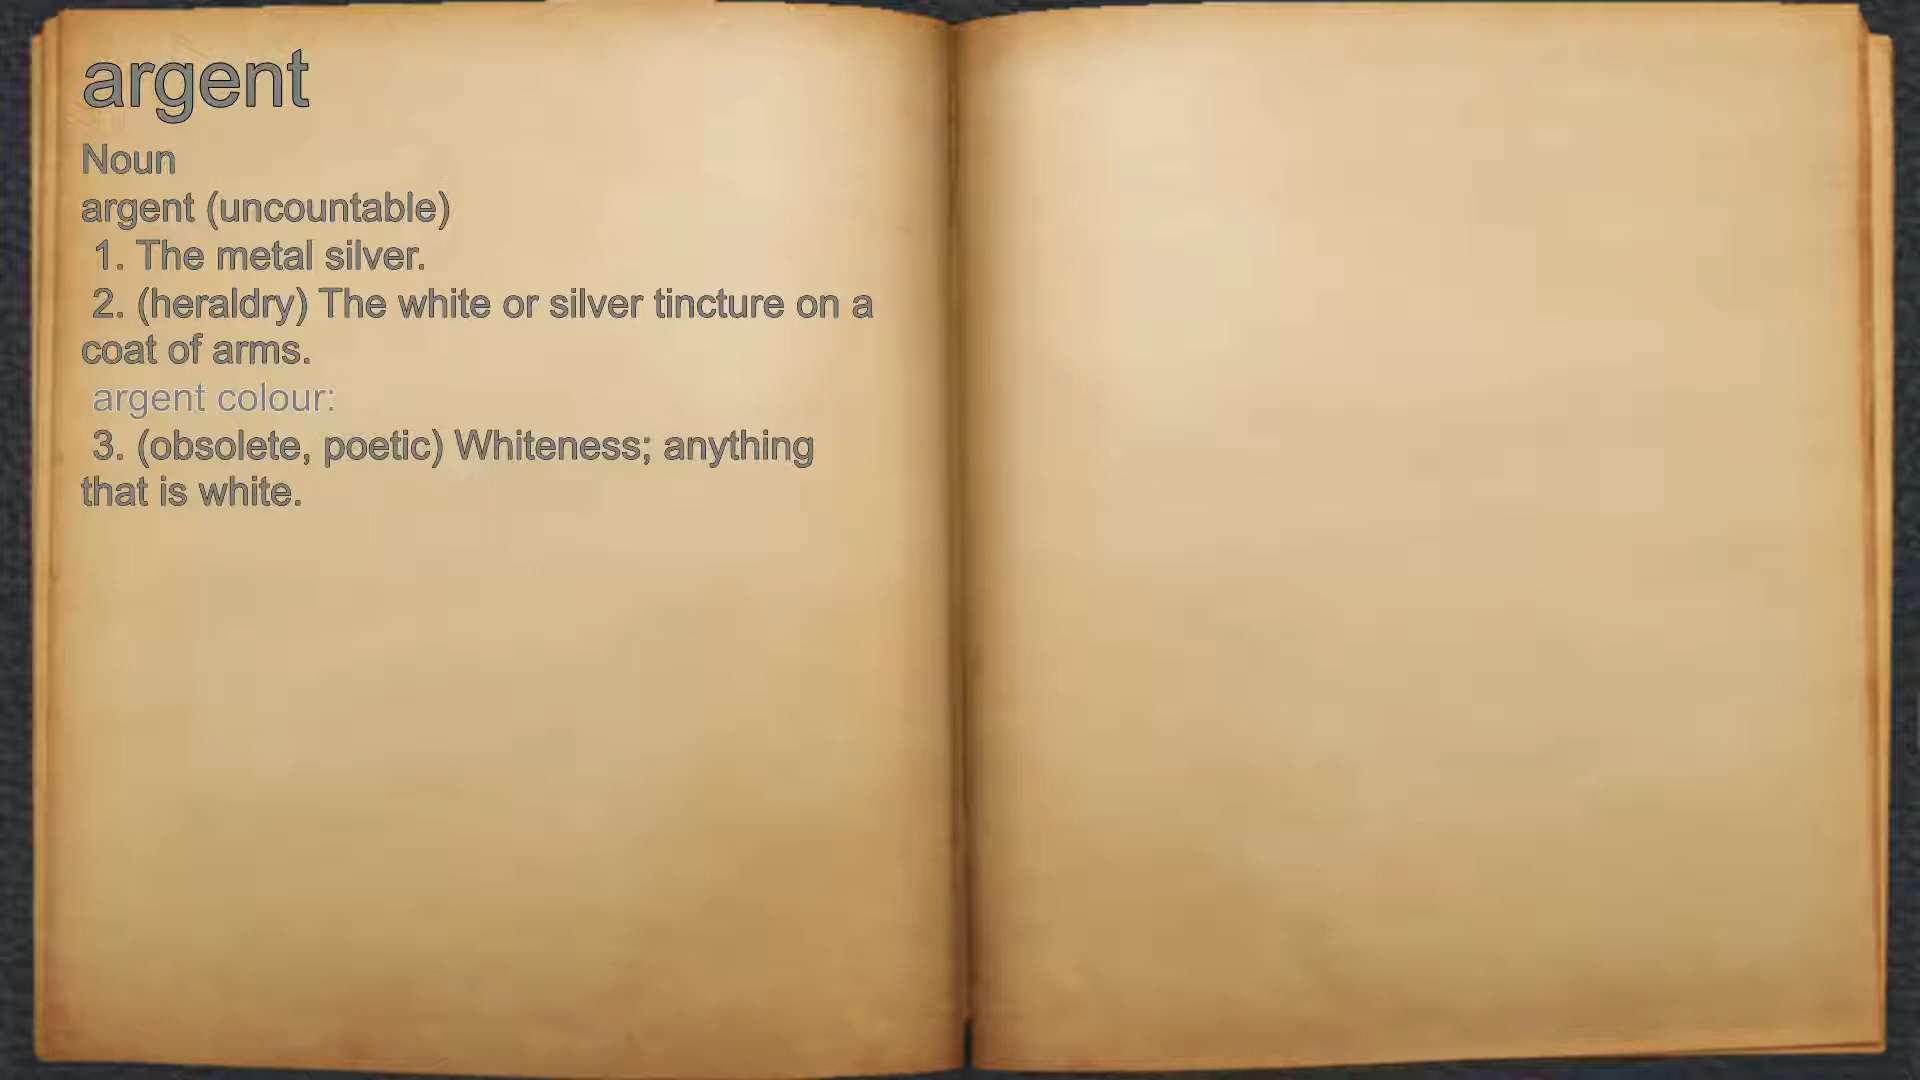 argent
Noun
argent (uncountable)
1. The metal silver.
2. (heraldry) The white or silver tincture on a
coat of arms.
argent colour:
3. (obsolete, poetic) Whiteness; anything
that is white.